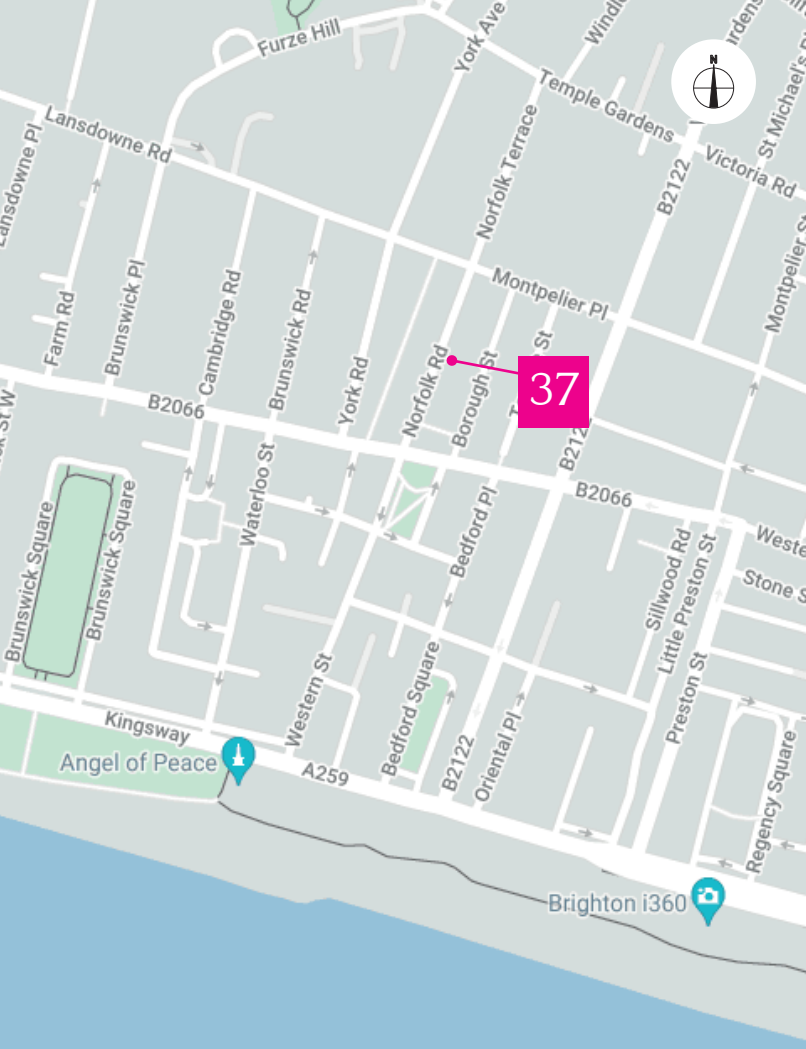 Furze Hill
York Ave
N
Temple Gardens
St Michael's
Lansdowne Rd
Norfolk Terrace
Victoria Rd
Lansdowne Pl
B2122
Montpelier
Brunswick Pl
Montpelier Pl
Farm Rd
Cambridge Rd
Brunswick Rd
York Rd
Norfolk Rd
Borough St
St
37
B2066
Waterloo St
Bedford Pl
B2066
Brunswick Square
Brunswick Square
Sillwood Rd
Little Preston St
Stone
Preston St
Western St
Bedford Square
Kingsway
Angel of Peace
A259
B2122
Oriental Pl
Regency Square
Brighton i360